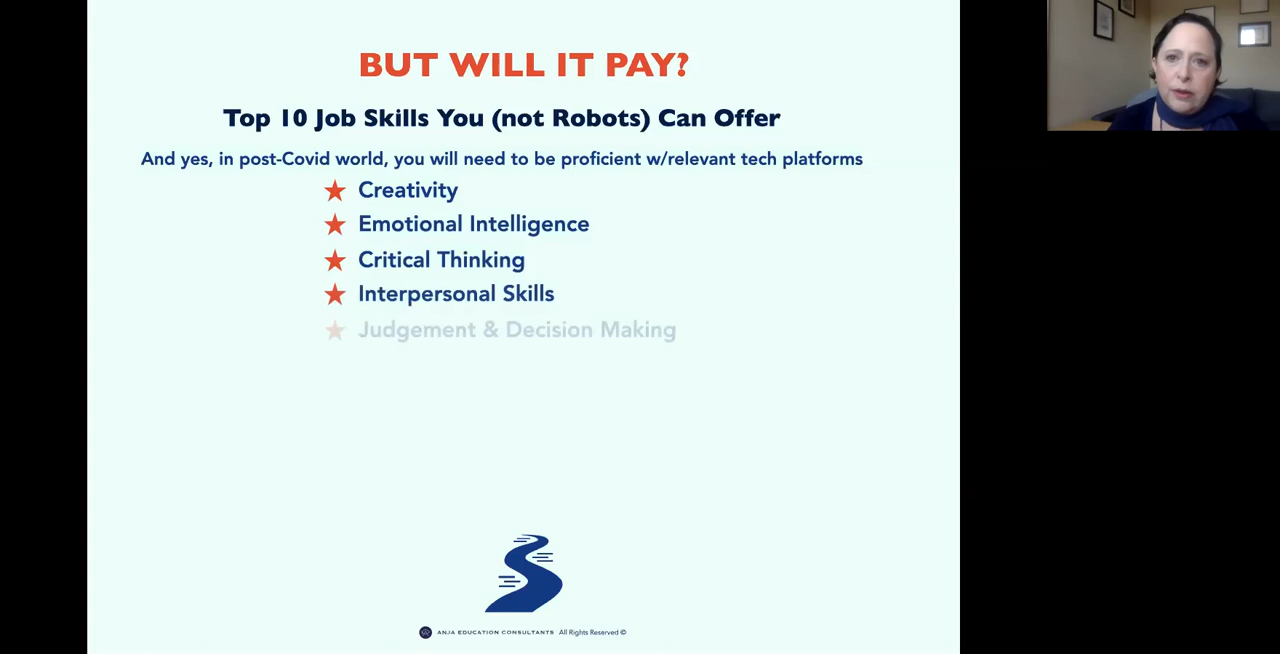 BUT WILL IT PAY?
Top 10 Job Skills You (not Robots) Can Offer
And yes, in post-Covid world, you will need to be proficient w/relevant tech platforms
Creativity
Emotional Intelligence
Critical Thinking
Interpersonal Skills
Judgement & Decision Making
ANJA EDUCATION CONSULTANTS All Rights Reserved ©